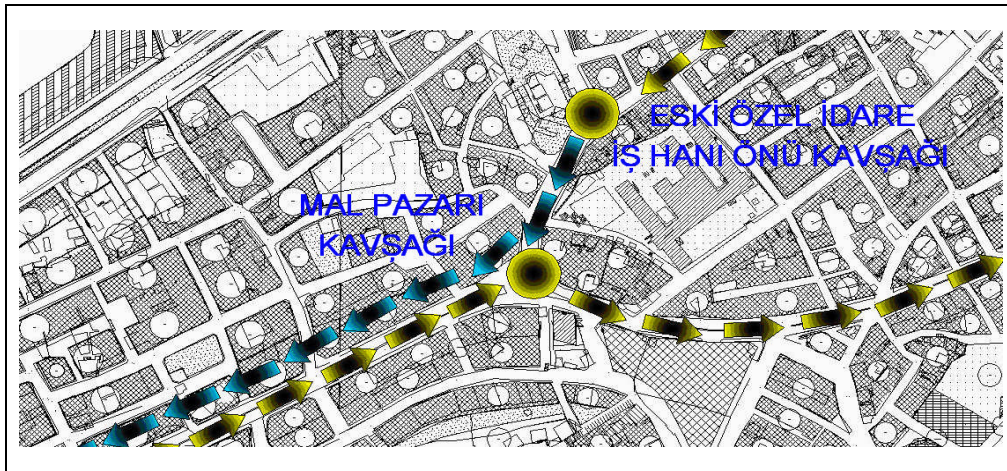 ESKİ ÖZEL İDARE
İŞ HANI ÖNÜ KAVŞAĞI
MAL PAZARI
KAVŞAĞI